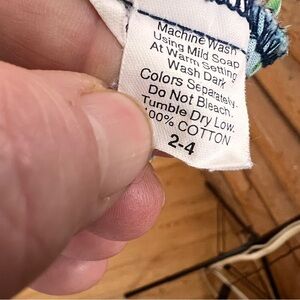 Machine Wash
Using Mild Soap
At Warm Setting
Wash Dark
Colors Separately.
Do Not Bleach.
Tumble Dry Low.
100% COTTON
2-4